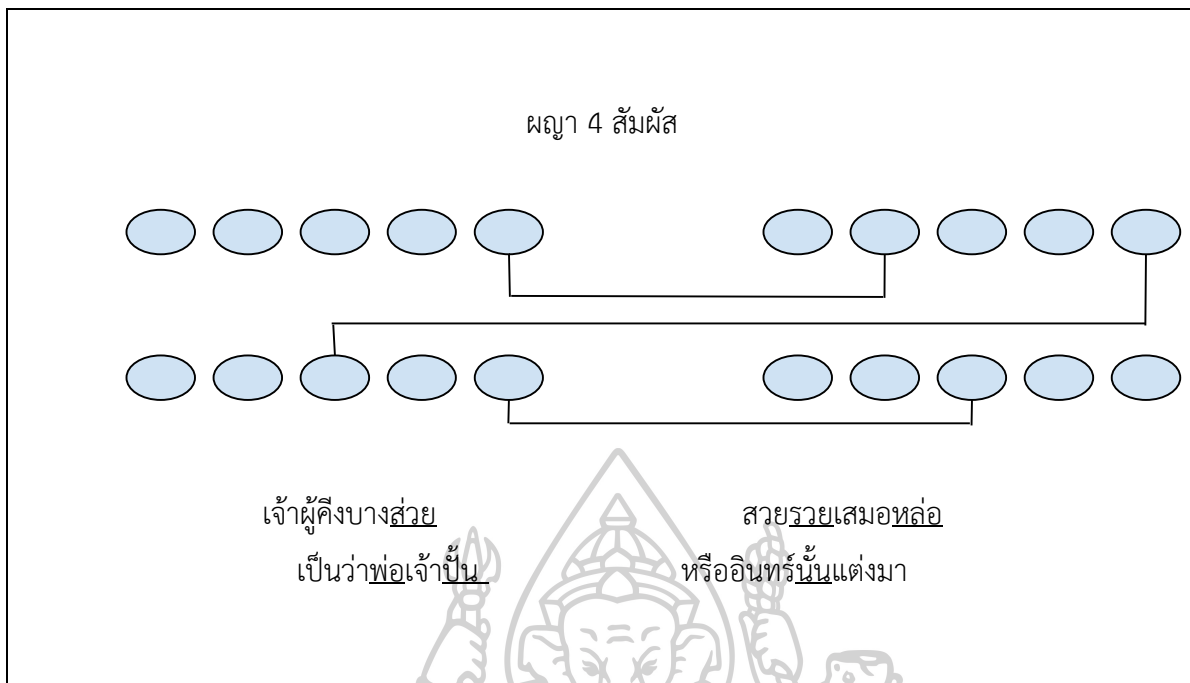 ผญา 4 สัมผัส
เจ้าผู้คีงบางส่วย สวยรวยเสมอหล่อ
เป็นว่าพ่อเจ้าปั้น หรืออินทร์นั้นแต่งมา